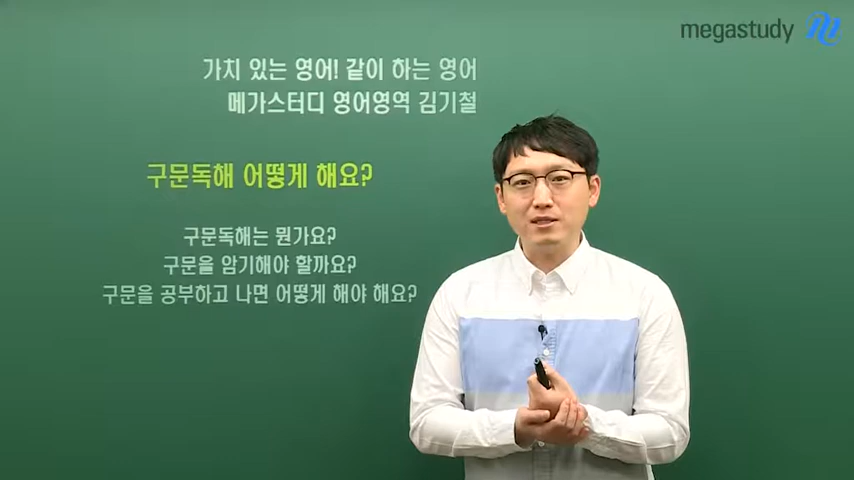 megastudy
가치 있는 영어! 같이 하는 영어
메가스터디 영어영역 김기철
구문독해 어떻게 해요?
구문독해는 뭔가요?
구문을 암기해야 할까요?
구문을 공부하고 나면 어떻게 해야 해요?